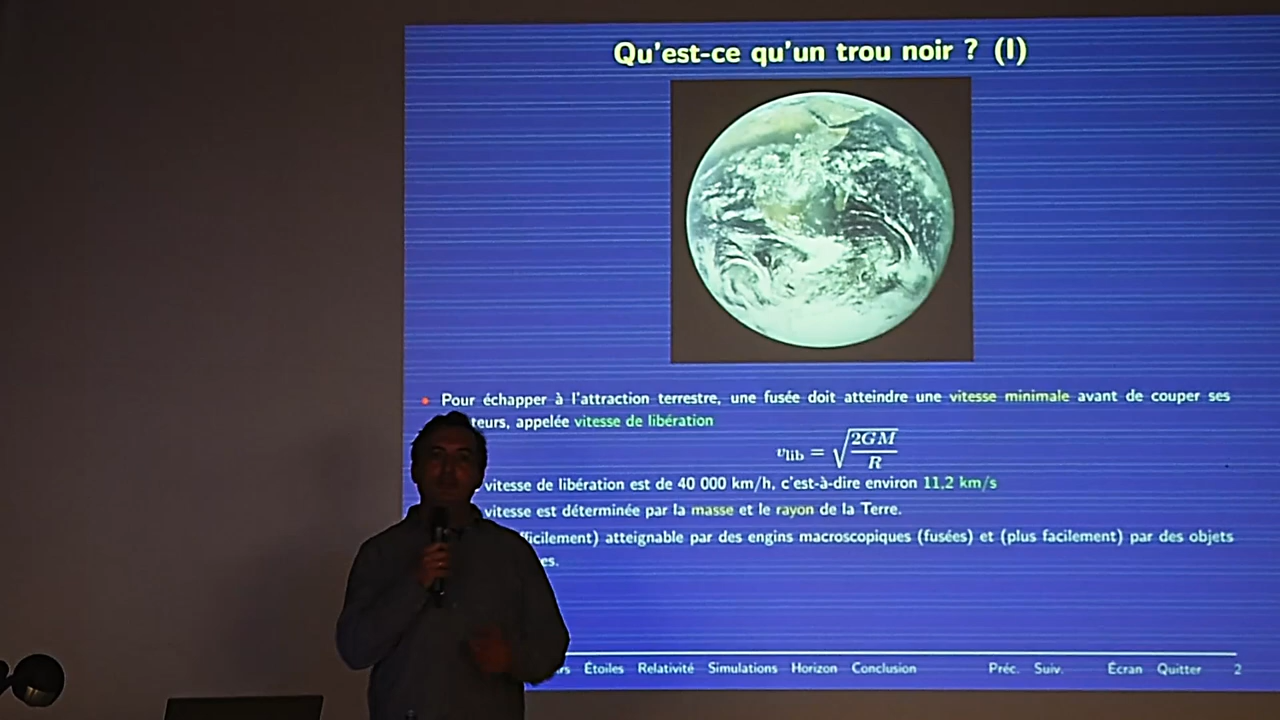 Qu'est-ce qu'un trou noir ? (I)
Pour échapper à l'attraction terrestre, une fusée doit atteindre une vitesse minimale avant de couper ses
teurs, appelée vitesse de libération
v_lib = √(2GM/R)
vitesse de libération est de 40 000 km/h, c'est-à-dire environ 11,2 km/s
vitesse est déterminée par la masse et le rayon de la Terre.
fficilement) atteignable par des engins macroscopiques (fusées) et (plus facilement) par des objets
es.
rs Étoiles Relativité Simulations Horizon Conclusion Préc. Suiv. Écran Quitter 2